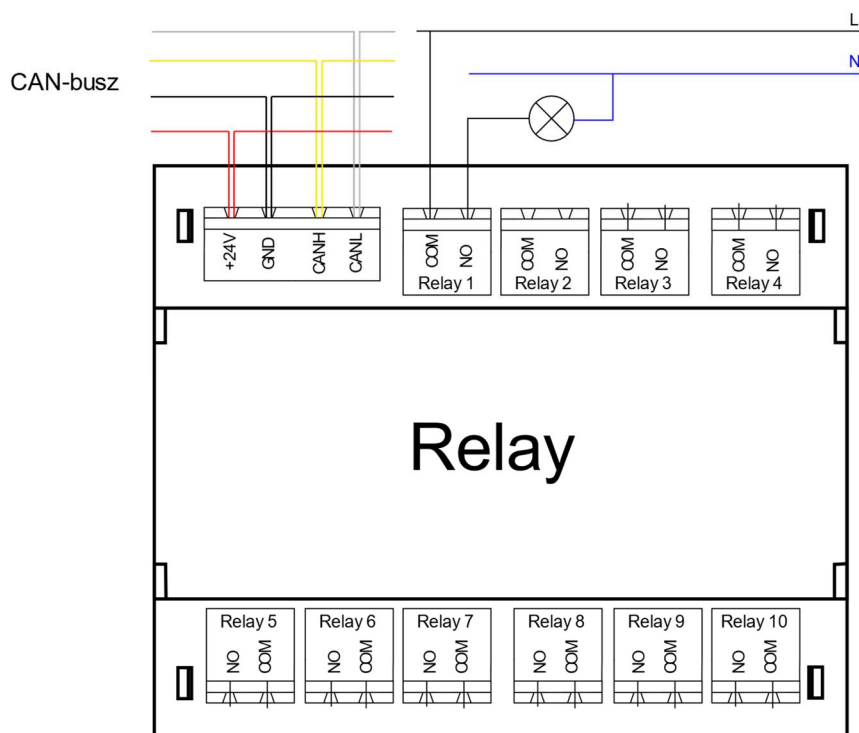 L
N
CAN-busz
+24V
GND
CANH
CANL
COM
NO
Relay 1
COM
NO
Relay 2
COM
NO
Relay 3
COM
NO
Relay 4
Relay
Relay 5
NO
COM
Relay 6
NO
COM
Relay 7
NO
COM
Relay 8
NO
COM
Relay 9
NO
COM
Relay 10
NO
COM